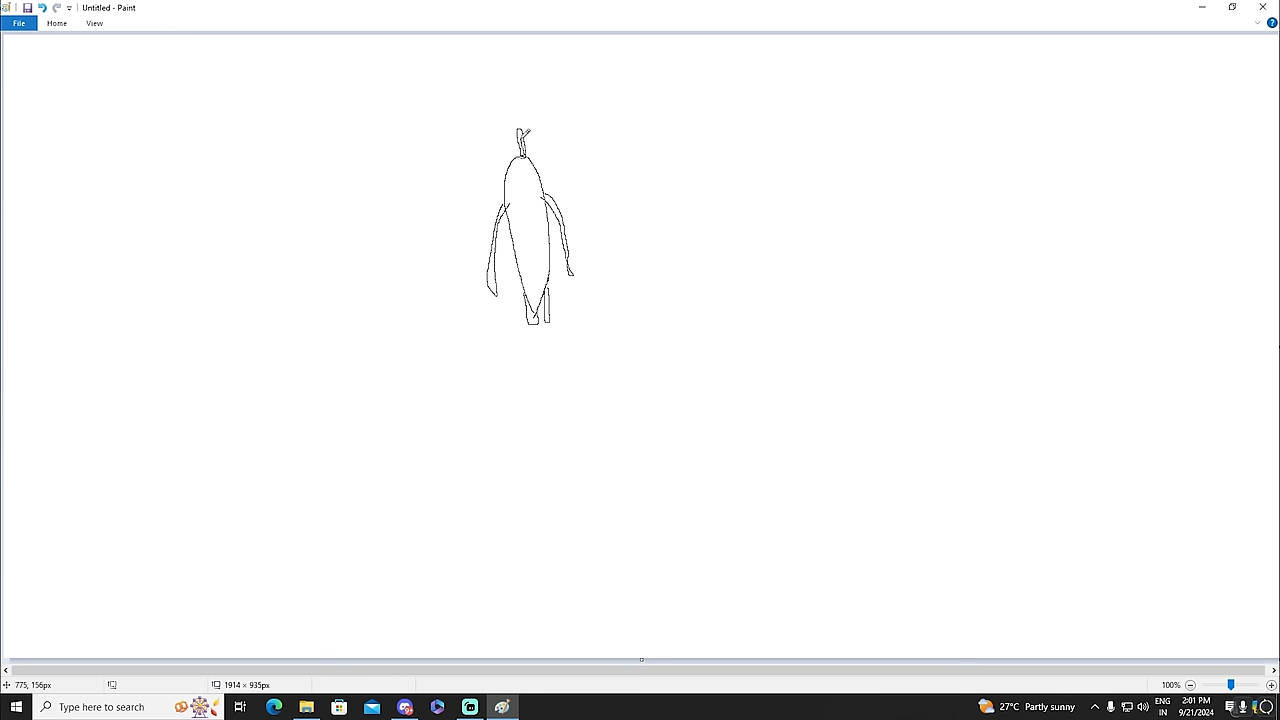 Untitled - Paint
File Home View
775, 156px
1914 × 935px
100%
Type here to search
27°C Partly sunny
ENG
IN
2:01 PM
9/21/2024